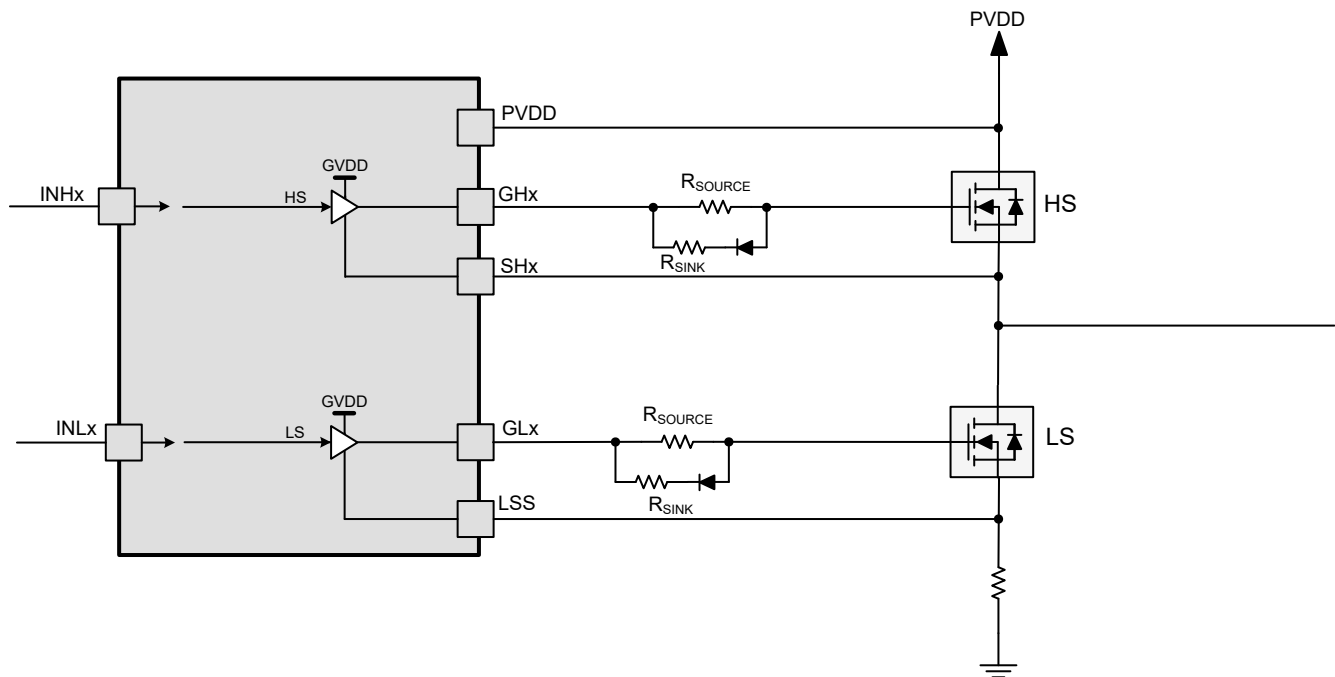 PVDD
PVDD
GVDD
INHx
HS
GHx
RSOURCE
HS
RSINK
SHx
GVDD
INLx
LS
GLx
RSOURCE
LS
RSINK
LSS